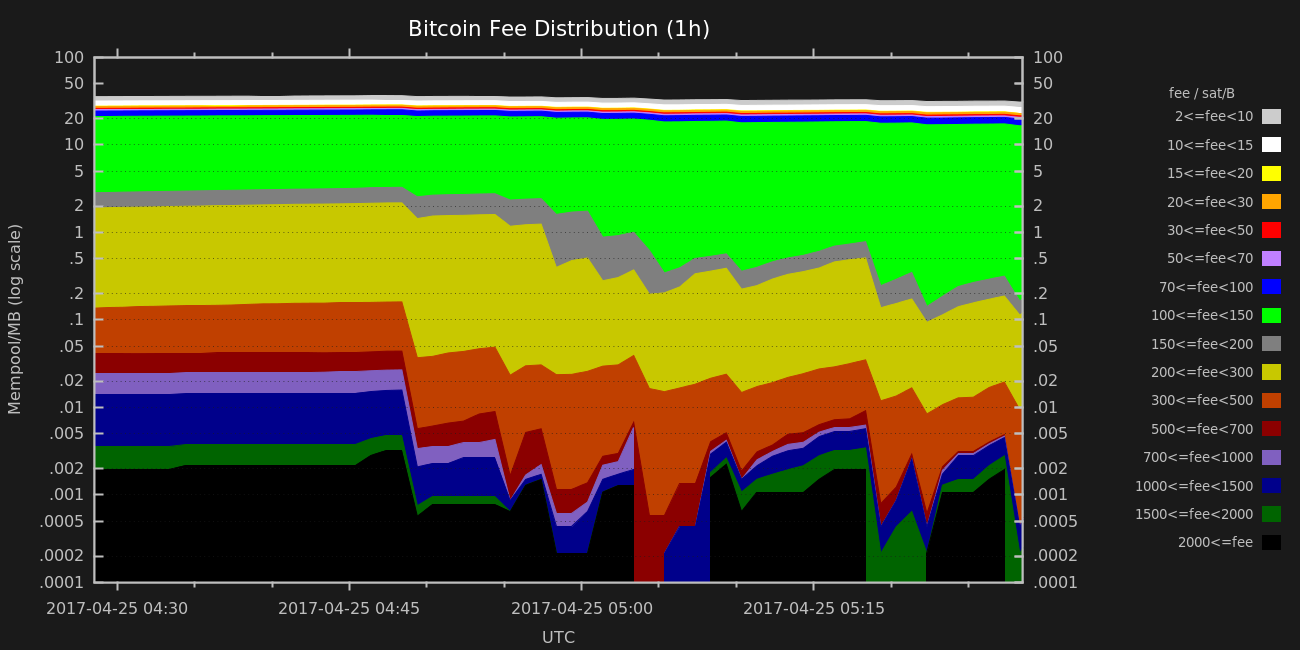 Bitcoin Fee Distribution (1h)
100 100
50 50
20 20
10 10
5 5
2 2
1 1
.5 .5
.2 .2
.1 .1
.05 .05
.02 .02
.01 .01
.005 .005
.002 .002
.001 .001
.0005 .0005
.0002 .0002
.0001 .0001
Mempool/MB (log scale)
2017-04-25 04:30 2017-04-25 04:45 2017-04-25 05:00 2017-04-25 05:15
UTC
fee / sat/B
2<=fee<10
10<=fee<15
15<=fee<20
20<=fee<30
30<=fee<50
50<=fee<70
70<=fee<100
100<=fee<150
150<=fee<200
200<=fee<300
300<=fee<500
500<=fee<700
700<=fee<1000
1000<=fee<1500
1500<=fee<2000
2000<=fee